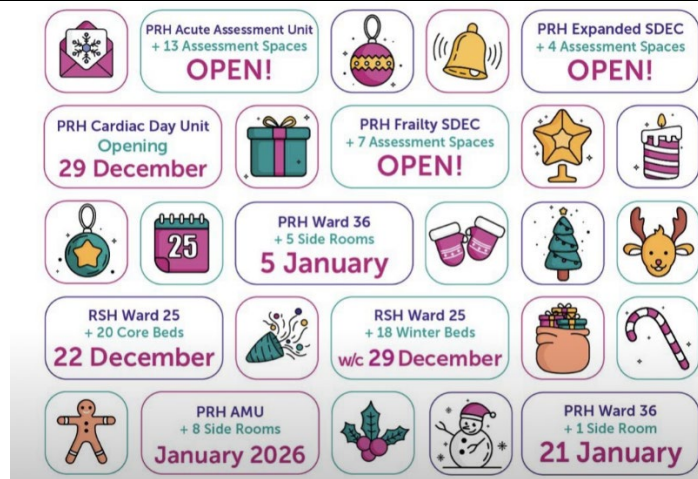 PRH Acute Assessment Unit
+ 13 Assessment Spaces
OPEN!
PRH Expanded SDEC
+ 4 Assessment Spaces
OPEN!
PRH Cardiac Day Unit
Opening
29 December
PRH Frailty SDEC
+ 7 Assessment Spaces
OPEN!
25
PRH Ward 36
+ 5 Side Rooms
5 January
RSH Ward 25
+ 20 Core Beds
22 December
RSH Ward 25
+ 18 Winter Beds
w/c 29 December
PRH AMU
+ 8 Side Rooms
January 2026
PRH Ward 36
+ 1 Side Room
21 January